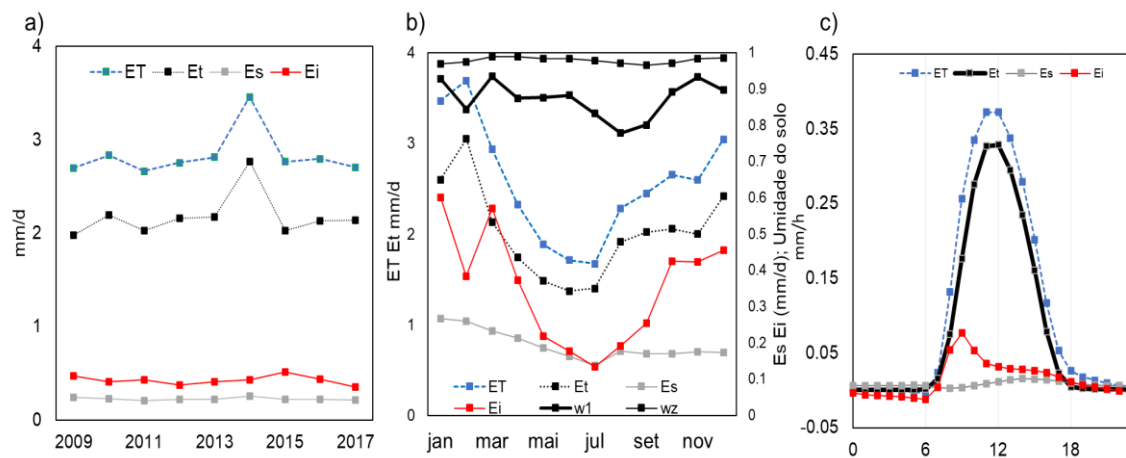 a)
4
3
2
1
0
mm/d
ET Et Es Ei
2009 2011 2013 2015 2017
b)
4
3
2
1
0
ET Et mm/d
1
0.9
0.8
0.7
0.6
0.5
0.4
0.3
0.2
0.1
0
Es Ei (mm/d); Umidade do solo
ET Et Es
Ei w1 wz
jan mar mai jul set nov
c)
0.45
0.35
0.25
0.15
0.05
-0.05
mm/h
ET Et Es Ei
0 6 12 18